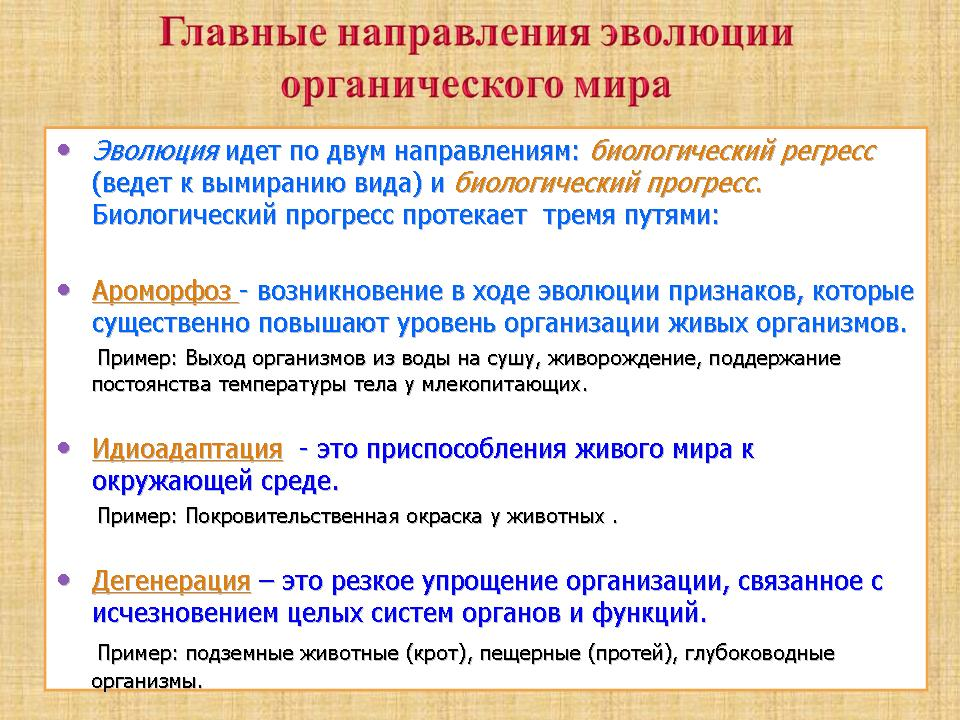 Главные направления эволюции
органического мира
Эволюция идет по двум направлениям: биологический регресс
(ведет к вымиранию вида) и биологический прогресс.
Биологический прогресс протекает тремя путями:
Ароморфоз - возникновение в ходе эволюции признаков, которые
существенно повышают уровень организации живых организмов.
Пример: Выход организмов из воды на сушу, живорождение, поддержание
постоянства температуры тела у млекопитающих.
Идиоадаптация - это приспособления живого мира к
окружающей среде.
Пример: Покровительственная окраска у животных .
Дегенерация – это резкое упрощение организации, связанное с
исчезновением целых систем органов и функций.
Пример: подземные животные (крот), пещерные (протей), глубоководные
организмы.